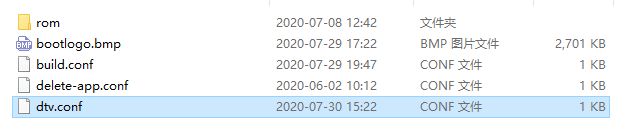 rom 2020-07-08 12:42 文件夹
bootlogo.bmp 2020-07-29 17:22 BMP 图片文件 2,701 KB
build.conf 2020-07-29 19:47 CONF 文件 1 KB
delete-app.conf 2020-06-02 10:12 CONF 文件 1 KB
dtv.conf 2020-07-30 15:22 CONF 文件 1 KB